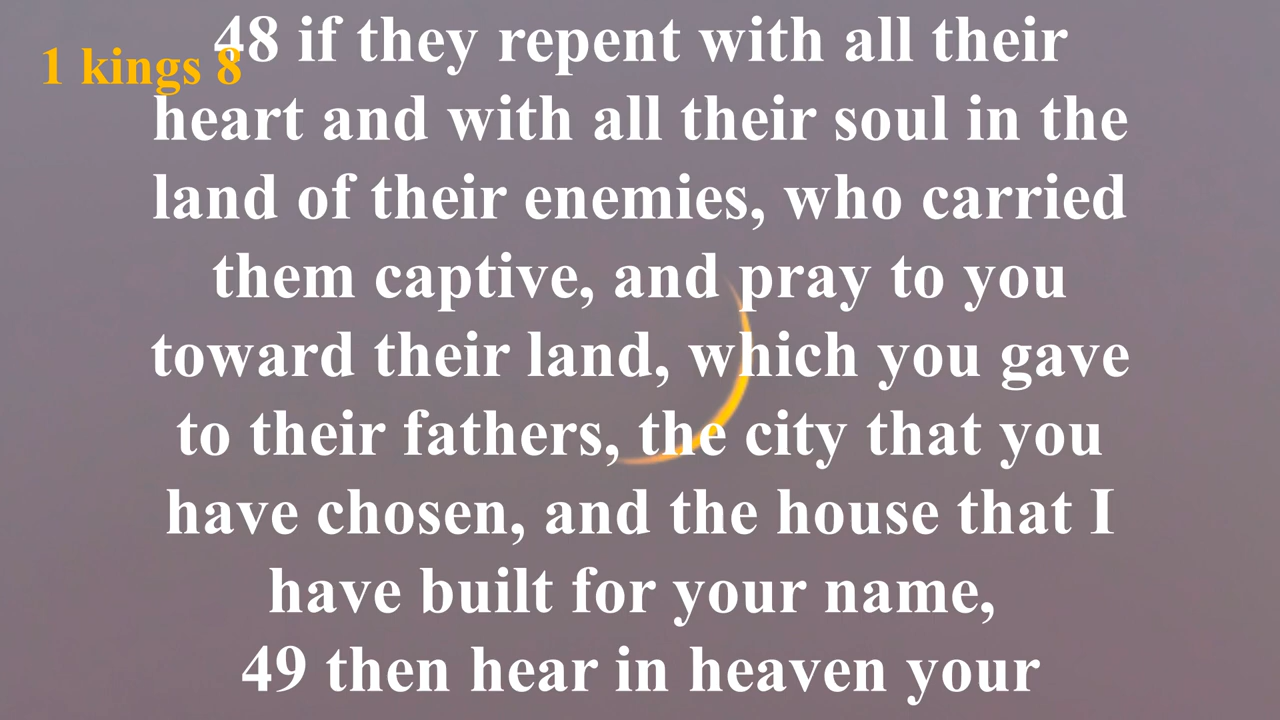 1 kings 8
48 if they repent with all their
heart and with all their soul in the
land of their enemies, who carried
them captive, and pray to you
toward their land, which you gave
to their fathers, the city that you
have chosen, and the house that I
have built for your name,
49 then hear in heaven your